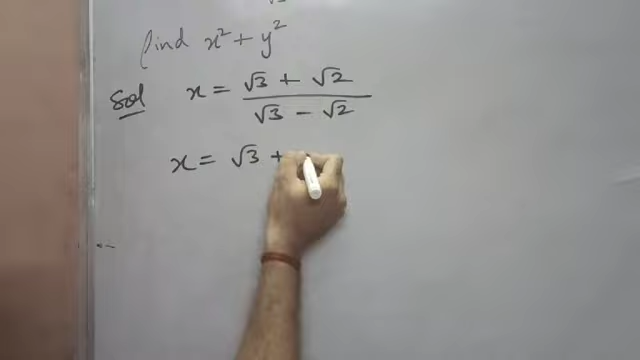 Find x² + y²
Sol x = (√3 + √2) / (√3 − √2)
x = √3 +